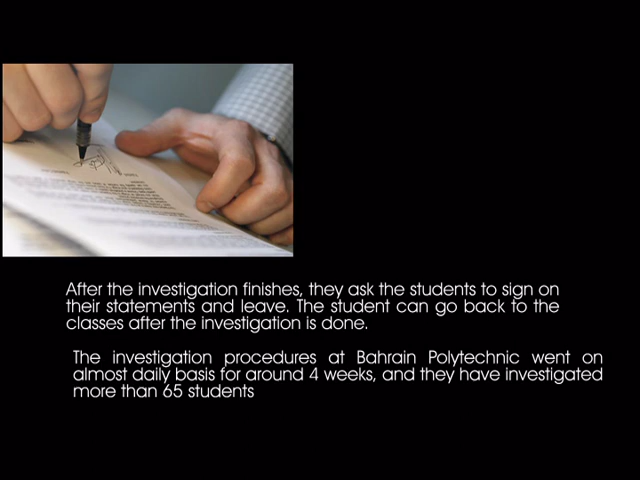 After the investigation finishes, they ask the students to sign on
their statements and leave. The student can go back to the
classes after the investigation is done.
The investigation procedures at Bahrain Polytechnic went on
almost daily basis for around 4 weeks, and they have investigated
more than 65 students